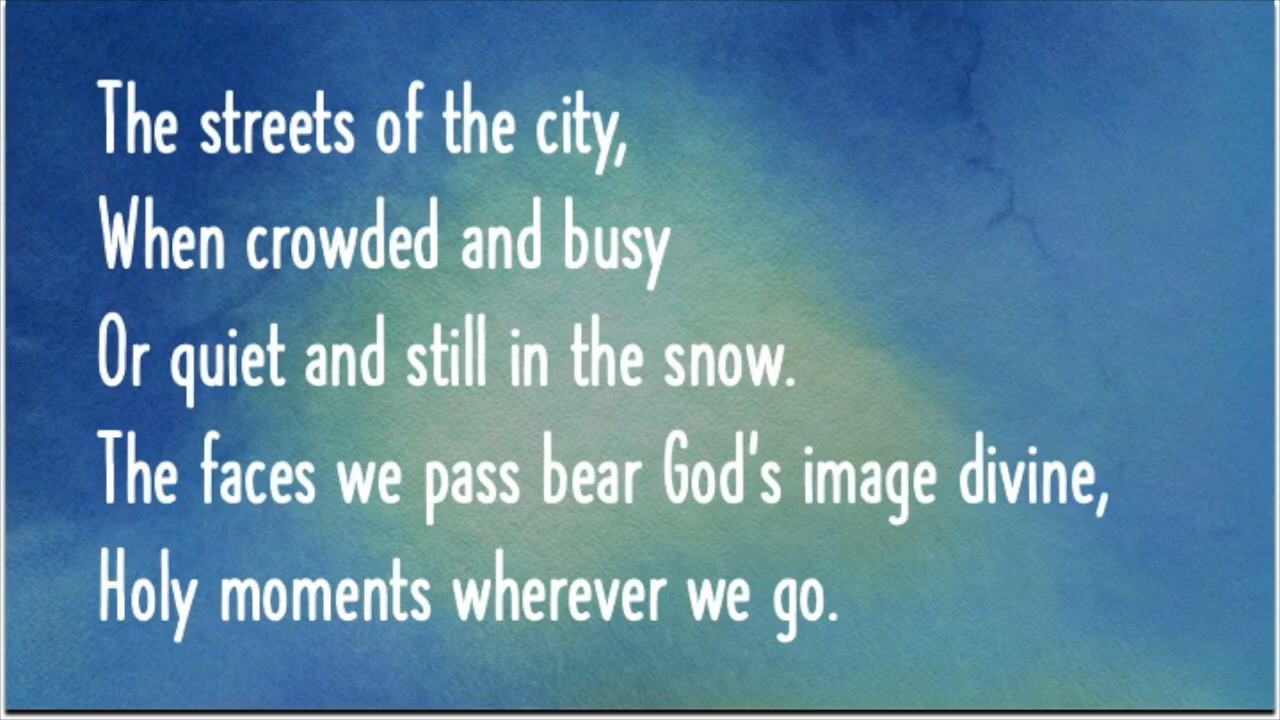 The streets of the city,
When crowded and busy
Or quiet and still in the snow.
The faces we pass bear God's image divine,
Holy moments wherever we go.